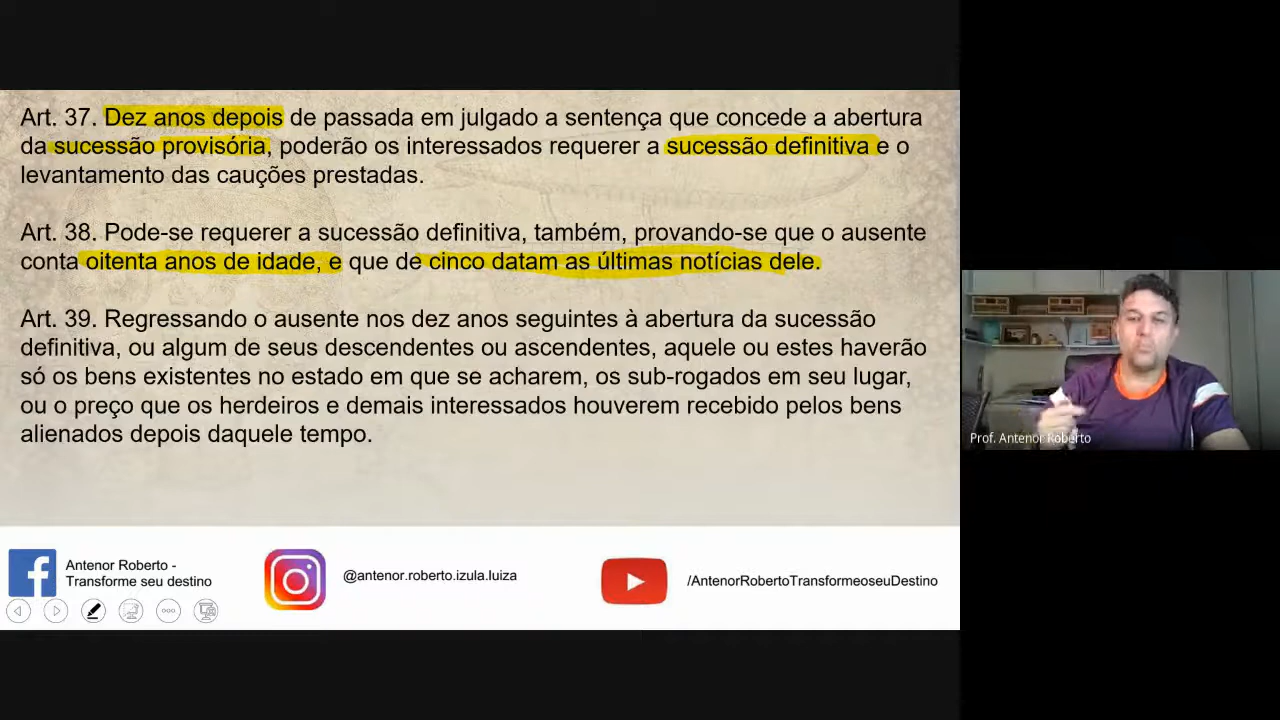 Art. 37. Dez anos depois de passada em julgado a sentença que concede a abertura
da sucessão provisória, poderão os interessados requerer a sucessão definitiva e o
levantamento das cauções prestadas.
Art. 38. Pode-se requerer a sucessão definitiva, também, provando-se que o ausente
conta oitenta anos de idade, e que de cinco datam as últimas notícias dele.
Art. 39. Regressando o ausente nos dez anos seguintes à abertura da sucessão
definitiva, ou algum de seus descendentes ou ascendentes, aquele ou estes haverão
só os bens existentes no estado em que se acharem, os sub-rogados em seu lugar,
ou o preço que os herdeiros e demais interessados houverem recebido pelos bens
alienados depois daquele tempo.
Prof. Antenor Roberto
Antenor Roberto -
Transforme seu destino
@antenor.roberto.izula.luiza
/AntenorRobertoTransformeoseuDestino